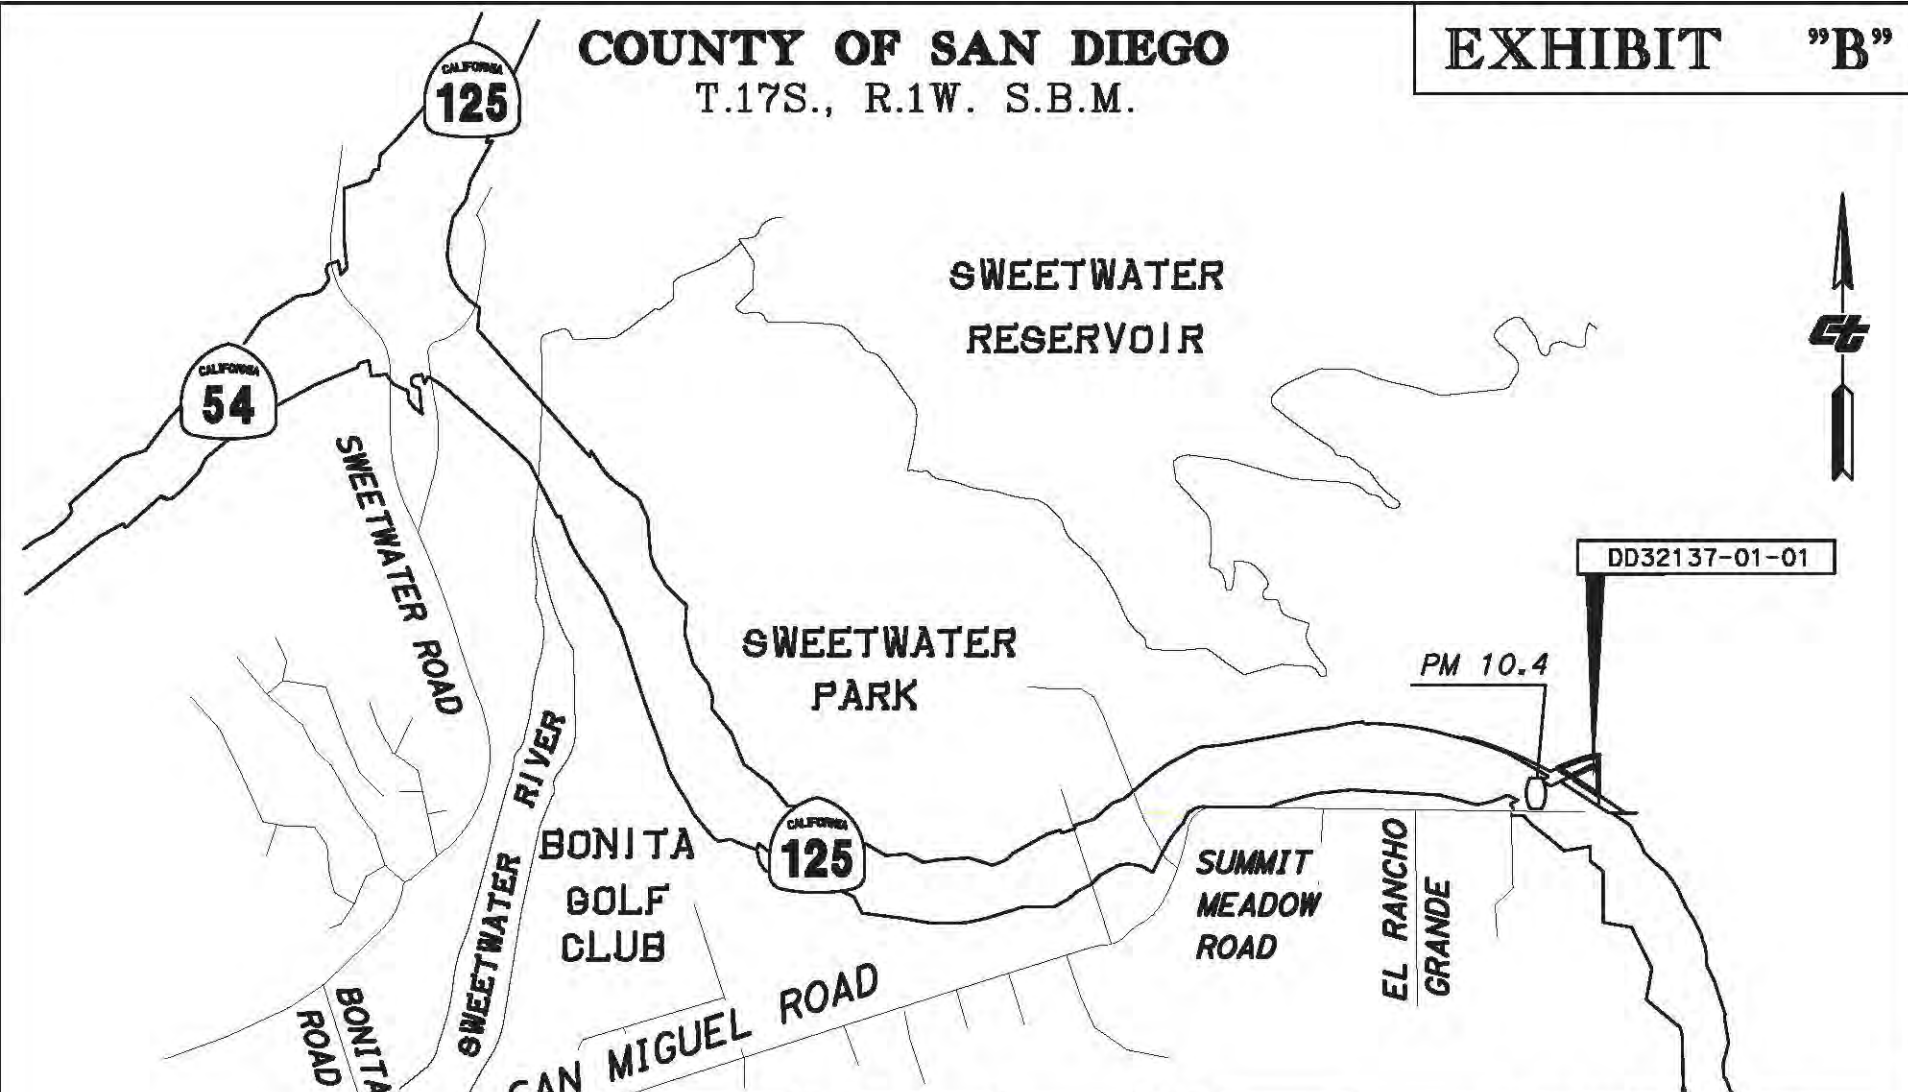 COUNTY OF SAN DIEGO
T.17S., R.1W. S.B.M.
EXHIBIT "B"
CALIFORNIA
125
SWEETWATER
RESERVOIR
Ct
CALIFORNIA
54
SWEETWATER ROAD
DD32137-01-01
SWEETWATER
PARK
PM 10.4
SWEETWATER RIVER
BONITA
GOLF
CLUB
CALIFORNIA
125
SUMMIT
MEADOW
ROAD
EL RANCHO
GRANDE
BONITA
ROAD
SAN MIGUEL ROAD